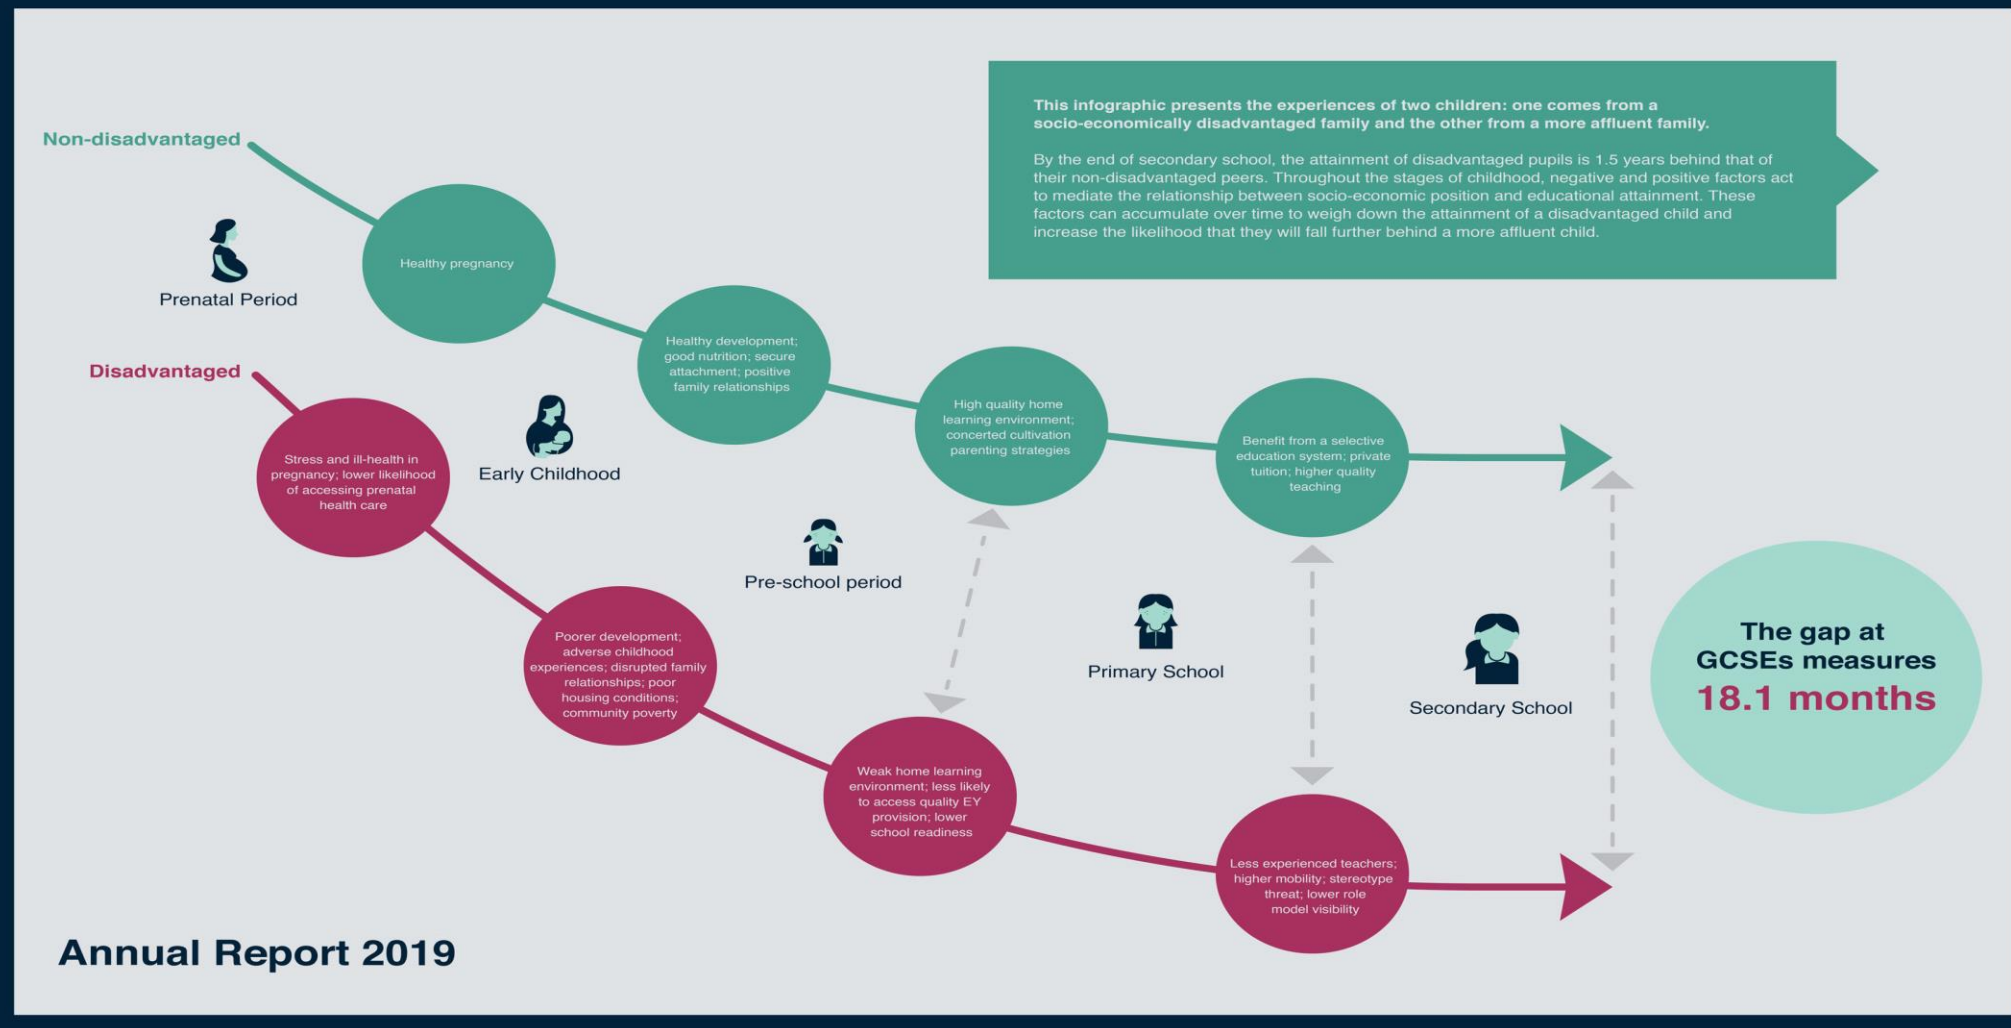 This infographic presents the experiences of two children: one comes from a
socio-economically disadvantaged family and the other from a more affluent family.
By the end of secondary school, the attainment of disadvantaged pupils is 1.5 years behind that of
their non-disadvantaged peers. Throughout the stages of childhood, negative and positive factors act
to mediate the relationship between socio-economic position and educational attainment. These
factors can accumulate over time to weigh down the attainment of a disadvantaged child and
increase the likelihood that they will fall further behind a more affluent child.
Non-disadvantaged
Healthy pregnancy
Healthy development;
good nutrition; secure
attachment; positive
family relationships
High quality home
learning environment;
concerted cultivation
parenting strategies
Benefit from a selective
education system; private
tuition; higher quality
teaching
Prenatal Period
Early Childhood
Pre-school period
Primary School
Secondary School
Disadvantaged
Stress and ill-health in
pregnancy; lower likelihood
of accessing prenatal
health care
Poorer development;
adverse childhood
experiences; disrupted family
relationships; poor
housing conditions;
community poverty
Weak home learning
environment; less likely
to access quality EY
provision; lower
school readiness
Less experienced teachers;
higher mobility; stereotype
threat; lower role
model visibility
The gap at
GCSEs measures
18.1 months
Annual Report 2019